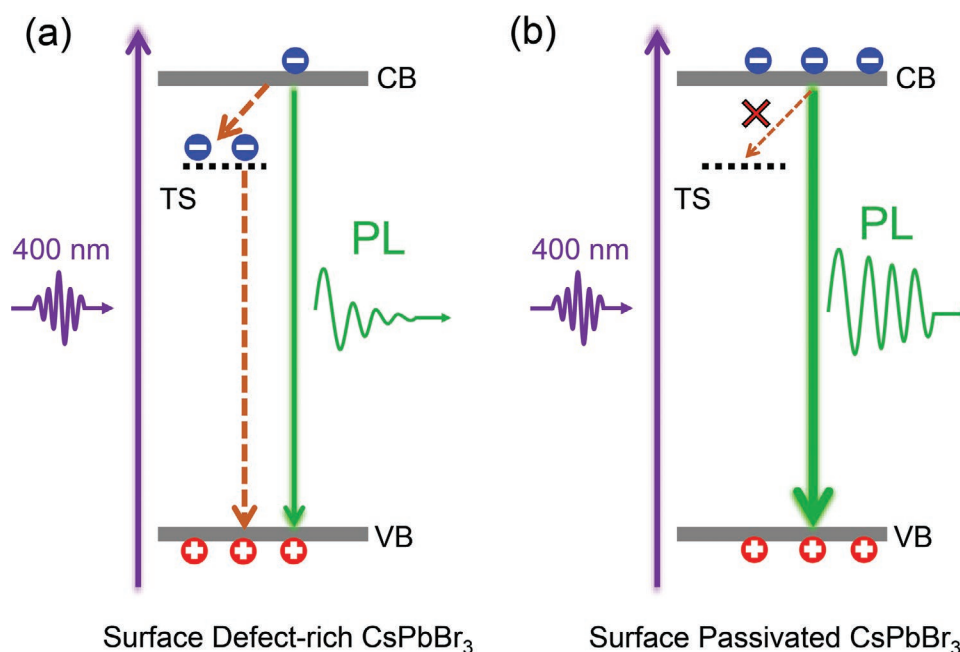 (a)
CB
TS
400 nm
PL
VB
Surface Defect-rich CsPbBr₃
(b)
CB
TS
400 nm
PL
VB
Surface Passivated CsPbBr₃